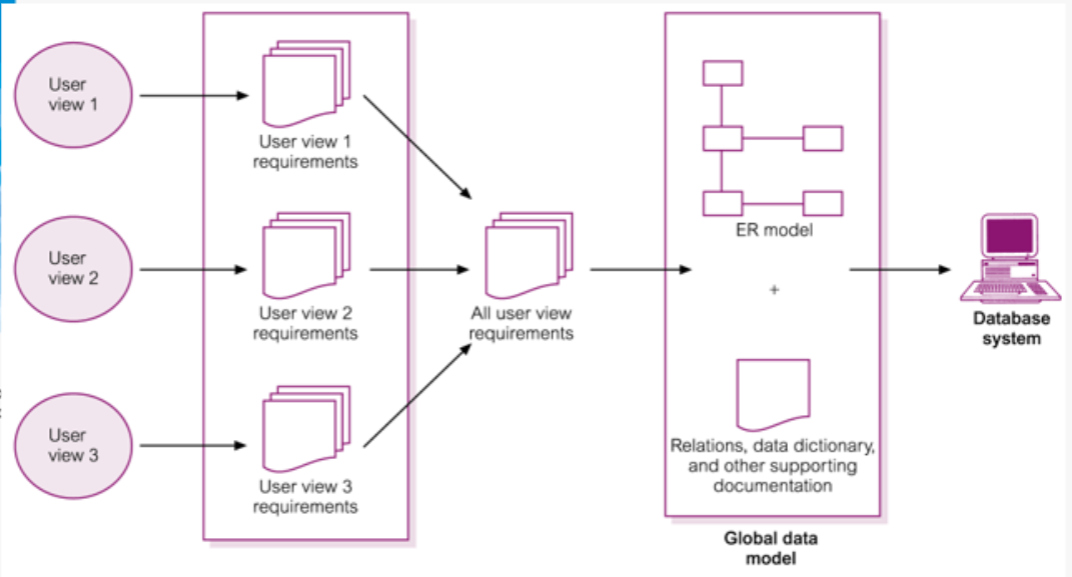 User
view 1
User view 1
requirements
User
view 2
User view 2
requirements
User
view 3
User view 3
requirements
All user view
requirements
ER model
+
Relations, data dictionary,
and other supporting
documentation
Global data
model
Database
system